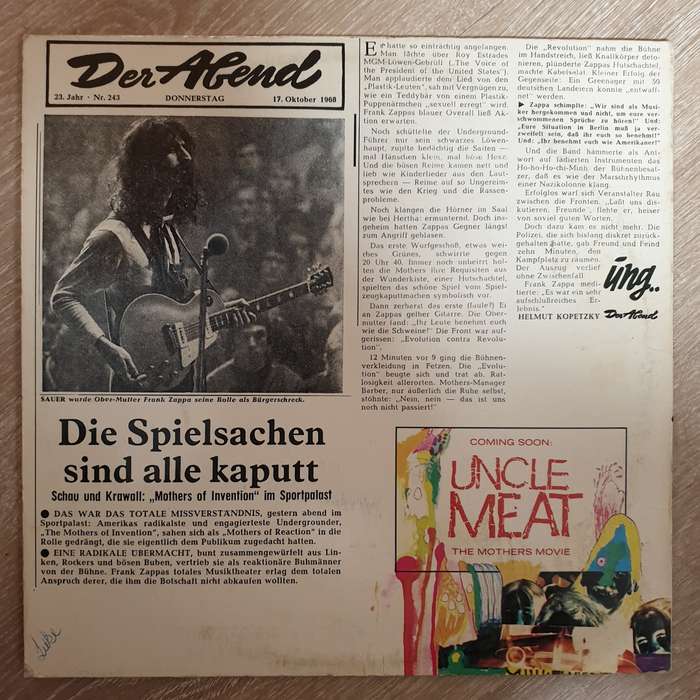 Der Abend
23. Jahr · Nr. 243 DONNERSTAG 17. Oktober 1968
SAUER wurde Ober-Mutter Frank Zappa seine Rolle als Bürgerschreck.
Die Spielsachen
sind alle kaputt
Schau und Krawall: „Mothers of Invention" im Sportpalast
● DAS WAR DAS TOTALE MISSVERSTÄNDNIS, gestern abend im
Sportpalast: Amerikas radikalste und engagierteste Undergrounder,
„The Mothers of Invention", sahen sich als „Mothers of Reaction" in die
Rolle gedrängt, die sie eigentlich dem Publikum zugedacht hatten.
● EINE RADIKALE ÜBERMACHT, bunt zusammengewürfelt aus Lin-
ken, Rockers und bösen Buben, vertrieb sie als reaktionäre Buhmänner
von der Bühne. Frank Zappas totales Musiktheater erlag dem totalen
Anspruch derer, die ihm die Botschaft nicht abkaufen wollten.
Er hatte so einträchtig angefangen.
Man lachte über Roy Estrades
MGM-Löwen-Gebrüll („The Voice of
the President of the United States").
Man applaudierte dem Lied von den
„Plastik-Leuten", sah mit Vergnügen zu,
wie ein Teddybär von einem Plastik-
Puppenärmchen „sexuell erregt" wird.
Frank Zappas blauer Overall ließ Ak-
tion erwarten.
Noch schüttelte der Underground-
Führer mir sein schwarzes Löwen-
haupt, zupfte bedächtig die Saiten —
mal Hänschen klein, mal böse Hexe.
Und die bösen Reime kamen nett und
lieb wie Kinderlieder aus den Laut-
sprechern — Reime auf so Ungereim-
tes wie den Krieg und die Rassen-
probleme.
Noch klangen die Hörner im Saal
wie bei Hertha: ermunternd. Doch ins-
geheim hatten Zappas Gegner längst
zum Angriff geblasen.
Das erste Wurfgeschoß, etwas wei-
ches Grünes, schwirrte gegen
20 Uhr 40. Immer noch unbeirrt hol-
ten die Mothers ihre Requisiten aus
der Wunderkiste, einer Hutschachtel,
spielten das schöne Spiel vom Spiel-
zeugkaputtmachen symbolisch vor.
Dann zerbarst das erste (faule?) Ei
an Zappas gelber Gitarre. Die Ober-
mutter fand: „Ihr Leute benehmt euch
wie die Schweine!" Die Front war auf-
gerissen: „Evolution contra Revolu-
tion".
12 Minuten vor 9 ging die Bühnen-
verkleidung in Fetzen. Die „Evolu-
tion" beugte sich und trat ab. Rat-
losigkeit allerorten. Mothers-Manager
Barber, nur äußerlich die Ruhe selbst,
stöhnte: „Nein, nein — das ist uns
noch nicht passiert!"
Die „Revolution" nahm die Bühne
im Handstreich, ließ Knallkörper deto-
nieren, plünderte Zappas Hutschachtel,
machte Kabelsalat. Kleiner Erfolg der
Gegenseite: Ein Greenager mit 50
deutschen Landeiern konnte „entwaff-
net" werden.
▶ Zappa schimpfte: „Wir sind als Musi-
ker hergekommen und nicht, um eure ver-
schwommenen Sprüche zu hören!" Und:
„Eure Situation in Berlin muß ja ver-
zweifelt sein, daß ihr euch so benehmt!"
Und: „Ihr benehmt euch wie Amerikaner!"
Und die Band hämmerte als Ant-
wort auf lädierten Instrumenten das
Ho-ho-Ho-chi-Minh der Bühnenbesat-
zer, daß es wie der Marschrhythmus
einer Nazikolonne klang.
Erfolglos warf sich Veranstalter Rau
zwischen die Fronten. „Laßt uns dis-
kutieren, Freunde", flehte er, heiser
von soviel guten Worten.
Doch dazu kam es nicht mehr. Die
Polizei, die sich bislang diskret zurück-
gehalten hatte, gab Freund und Feind
zehn Minuten, den
Kampfplatz zu räumen.
Der Auszug verlief
ohne Zwischenfall.
Frank Zappa medi-
tierte: „Es war ein sehr
aufschlußreiches Er-
lebnis."
HELMUT KOPETZKY
üng..
Der Abend
COMING SOON:
UNCLE
MEAT
THE MOTHERS MOVIE